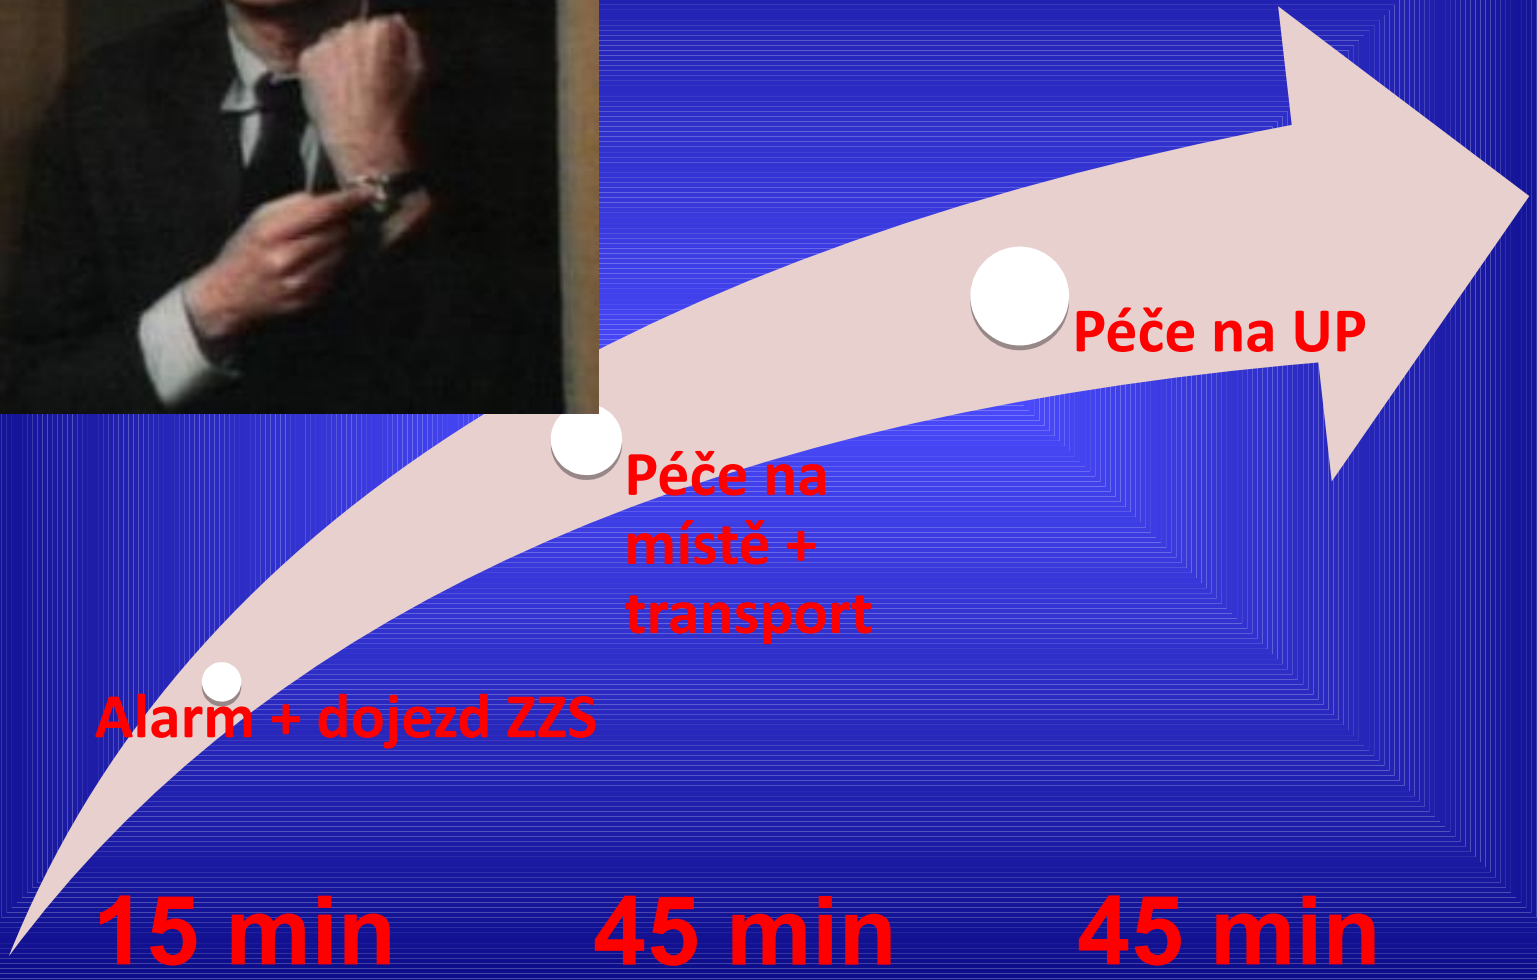 Péče na UP
Péče na
místě +
transport
Alarm + dojezd ZZS
15 min 45 min 45 min